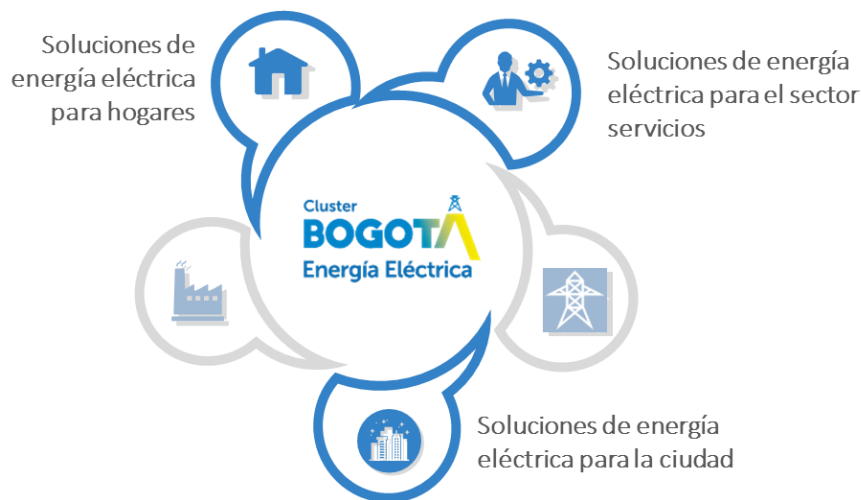 Soluciones de
energía eléctrica
para hogares
Soluciones de energía
eléctrica para el sector
servicios
Cluster
BOGOTÁ
Energía Eléctrica
Soluciones de energía
eléctrica para la ciudad